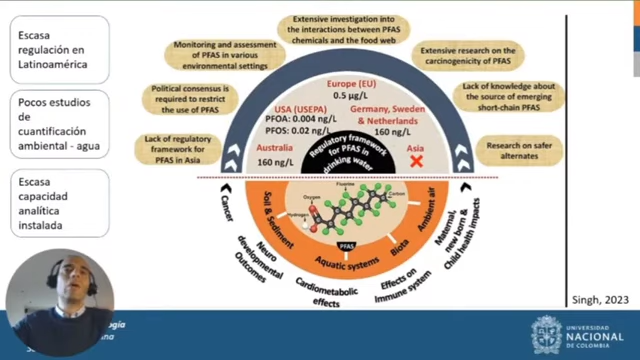 Escasa
regulación en
Latinoamérica
Pocos estudios
de
cuantificación
ambiental - agua
Escasa
capacidad
analítica
instalada
Extensive investigation into
the interactions between PFAS
chemicals and the food web
Monitoring and assessment
of PFAS in various
environmental settings
Extensive research on the
carcinogenicity of PFAS
Political consensus is
required to restrict
the use of PFAS
Lack of knowledge about
the source of emerging
short-chain PFAS
Lack of regulatory
framework for
PFAS in Asia
Research on safer
alternates
Europe (EU)
0.5 µg/L
USA (USEPA)
PFOA: 0.004 ng/L
PFOS: 0.02 ng/L
Germany, Sweden
& Netherlands
160 ng/L
Australia
160 ng/L
Asia
Regulatory framework
for PFAS in
drinking water
Soil & Sediment
Aquatic systems
Biota
Ambient air
Oxygen
Fluorine
Carbon
Hydrogen
PFAS
Cancer
Neuro
developmental
Outcomes
Cardiometabolic
effects
Effects on
Immune system
Maternal,
new born &
Child health impacts
Singh, 2023
UNIVERSIDAD
NACIONAL
DE COLOMBIA